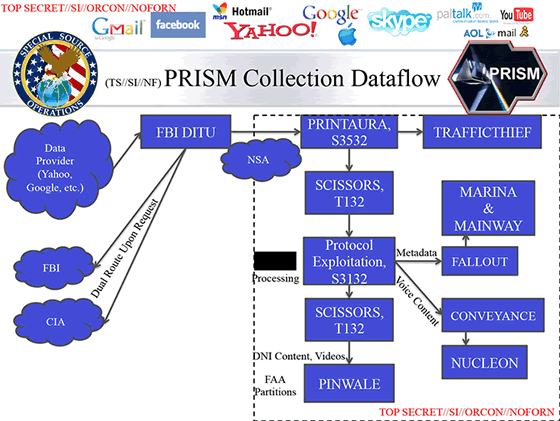 TOP SECRET//SI//ORCON//NOFORN
Gmail
by Google
facebook
msn
Hotmail
YAHOO!
Google
skype
paltalk.com
You Tube
AOL mail
SPECIAL SOURCE
OPERATIONS
(TS//SI//NF) PRISM Collection Dataflow
PRISM
Data
Provider
(Yahoo,
Google, etc.)
FBI DITU
NSA
PRINTAURA,
S3532
TRAFFICTHIEF
SCISSORS,
T132
MARINA
&
MAINWAY
Dual Route Upon Request
FBI
CIA
Processing
Protocol
Exploitation,
S3132
Metadata
FALLOUT
Voice Content
SCISSORS,
T132
CONVEYANCE
NUCLEON
DNI Content, Videos,
FAA
Partitions
PINWALE
TOP SECRET//SI//ORCON//NOFORN